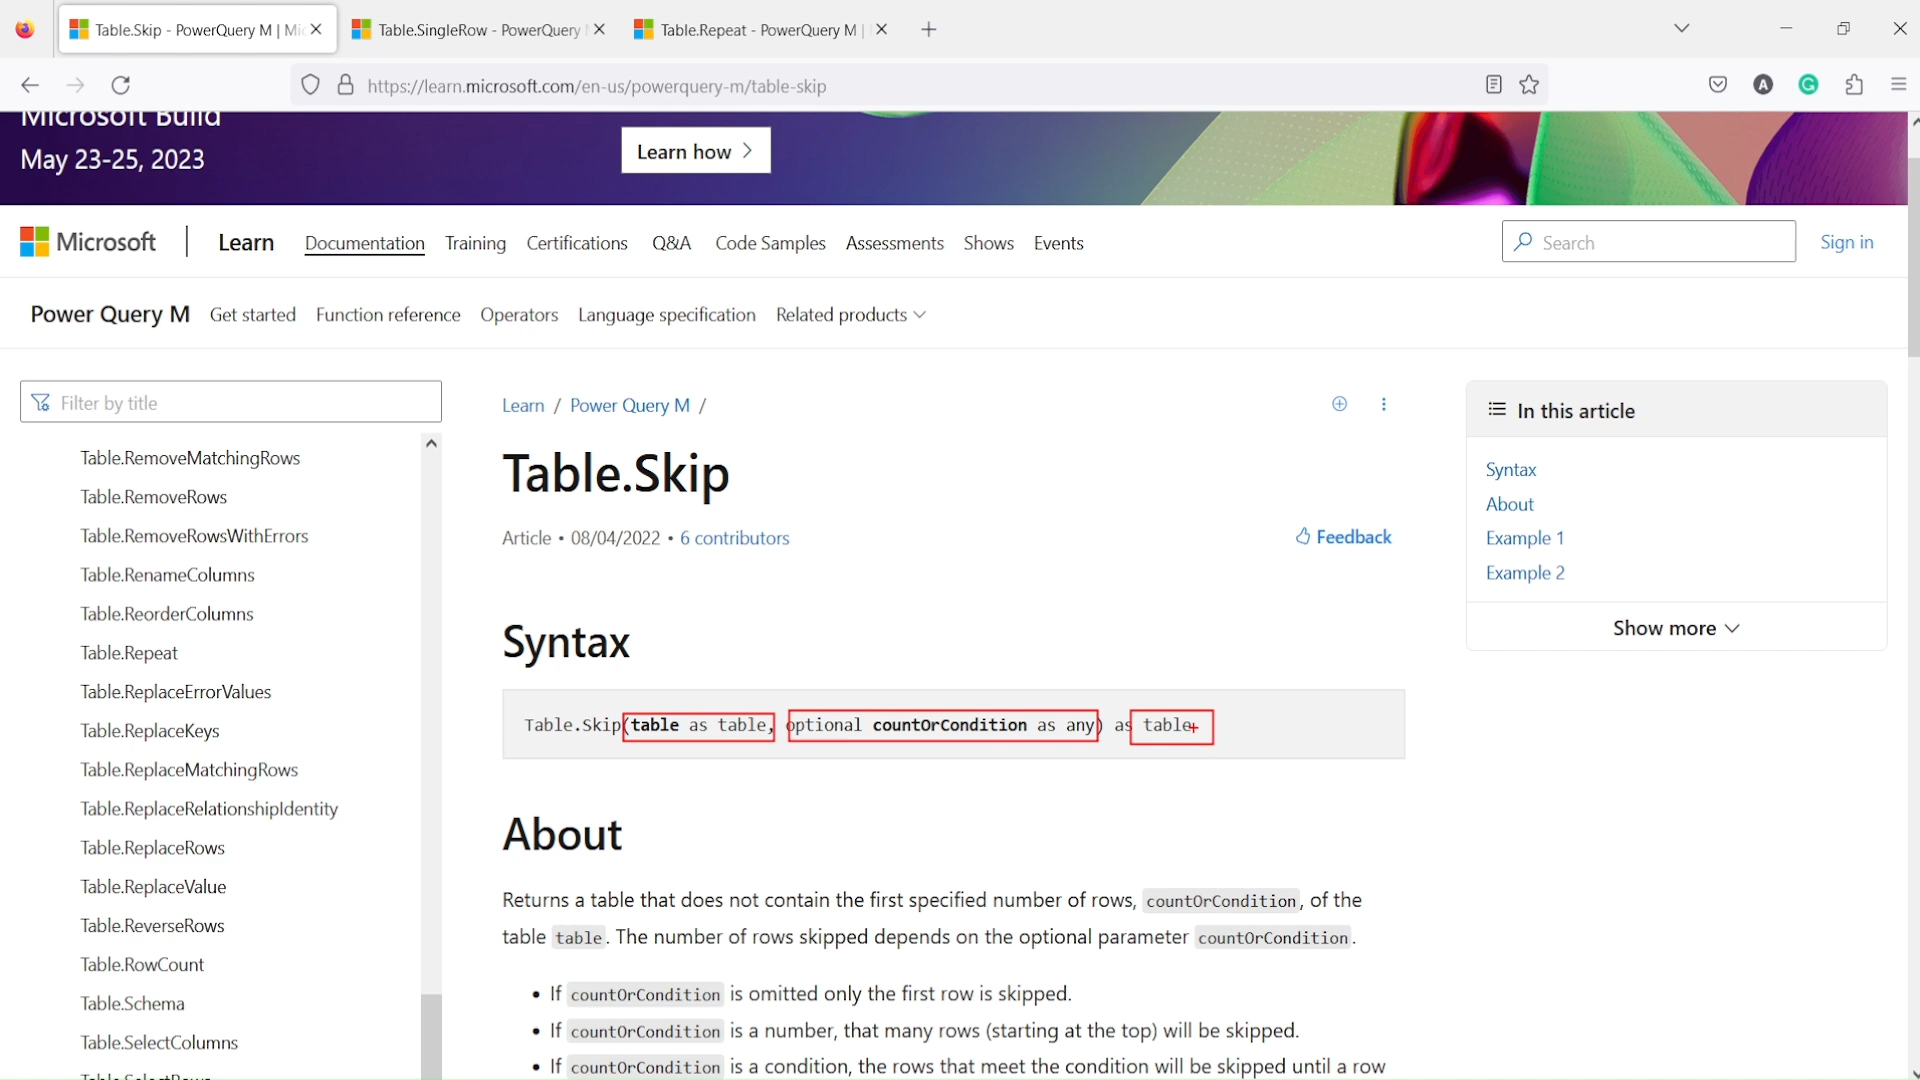 Table.Skip - PowerQuery M | Mic
Table.SingleRow - PowerQuery
Table.Repeat - PowerQuery M |
https://learn.microsoft.com/en-us/powerquery-m/table-skip
Microsoft Build
May 23-25, 2023
Learn how
Microsoft
Learn
Documentation
Training
Certifications
Q&A
Code Samples
Assessments
Shows
Events
Search
Sign in
Power Query M
Get started
Function reference
Operators
Language specification
Related products
Filter by title
Table.RemoveMatchingRows
Table.RemoveRows
Table.RemoveRowsWithErrors
Table.RenameColumns
Table.ReorderColumns
Table.Repeat
Table.ReplaceErrorValues
Table.ReplaceKeys
Table.ReplaceMatchingRows
Table.ReplaceRelationshipIdentity
Table.ReplaceRows
Table.ReplaceValue
Table.ReverseRows
Table.RowCount
Table.Schema
Table.SelectColumns
Table.SelectRows
Learn / Power Query M /
Table.Skip
Article • 08/04/2022 • 6 contributors
Feedback
Syntax
Table.Skip(table as table, optional countOrCondition as any) as table
About
Returns a table that does not contain the first specified number of rows, countOrCondition, of the
table table. The number of rows skipped depends on the optional parameter countOrCondition.
• If countOrCondition is omitted only the first row is skipped.
• If countOrCondition is a number, that many rows (starting at the top) will be skipped.
• If countOrCondition is a condition, the rows that meet the condition will be skipped until a row
In this article
Syntax
About
Example 1
Example 2
Show more